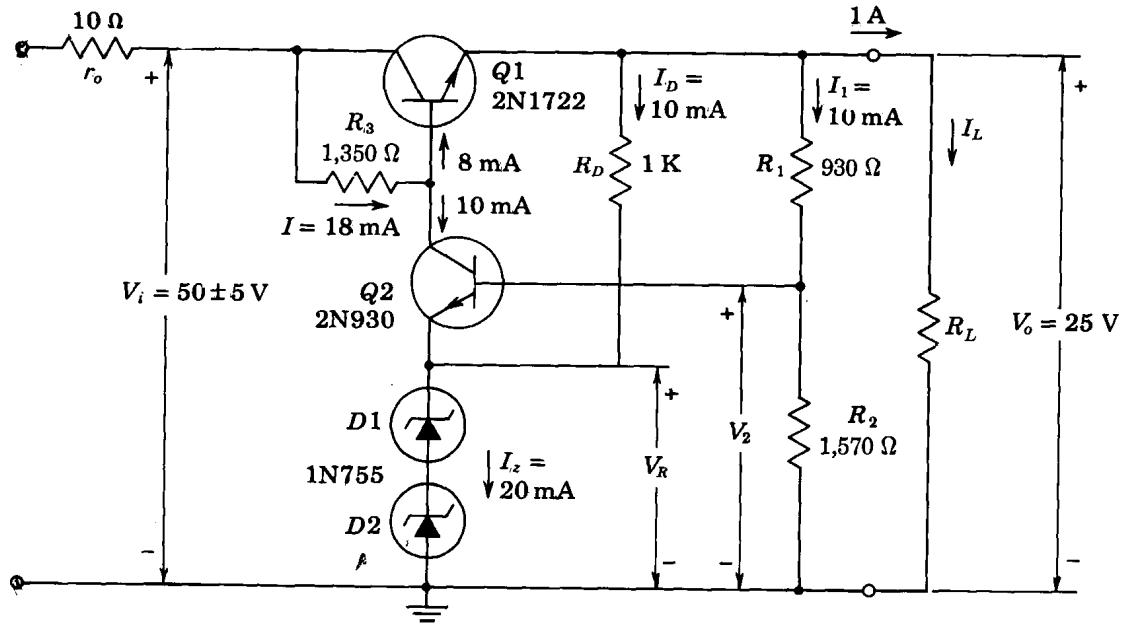 10 Ω
r_o
+
1 A
Q1
2N1722
I_D =
10 mA
I_1 =
10 mA
+
R_3
1,350 Ω
8 mA
R_D
1 K
R_1
930 Ω
I_L
I = 18 mA
10 mA
V_i = 50 ± 5 V
Q2
2N930
+
R_L
V_o = 25 V
+
D1
1N755
I_z =
20 mA
V_R
V_2
R_2
1,570 Ω
D2
−
−
−
−